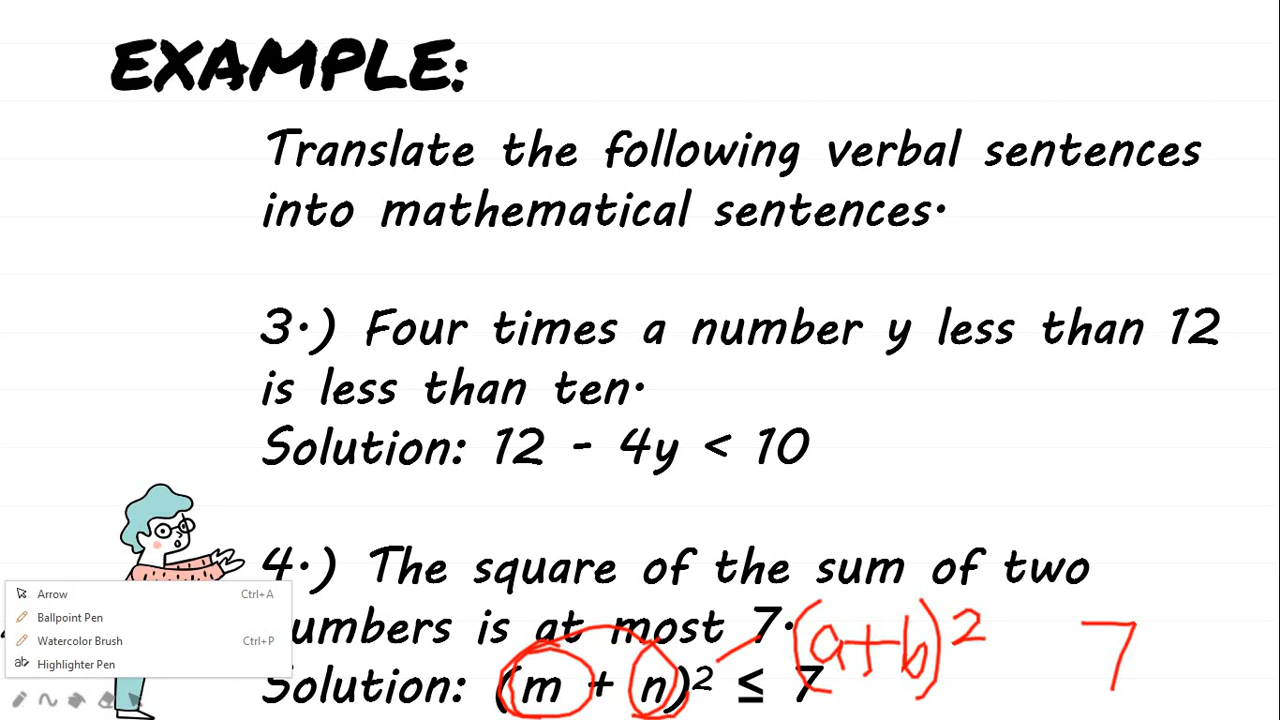 EXAMPLE:
Translate the following verbal sentences
into mathematical sentences.
3.) Four times a number y less than 12
is less than ten.
Solution: 12 - 4y < 10
4.) The square of the sum of two
umbers is at most 7.
(a+b)² 7
Solution: (m + n)² ≤ 7
Arrow Ctrl+A
Ballpoint Pen
Watercolor Brush Ctrl+P
Highlighter Pen